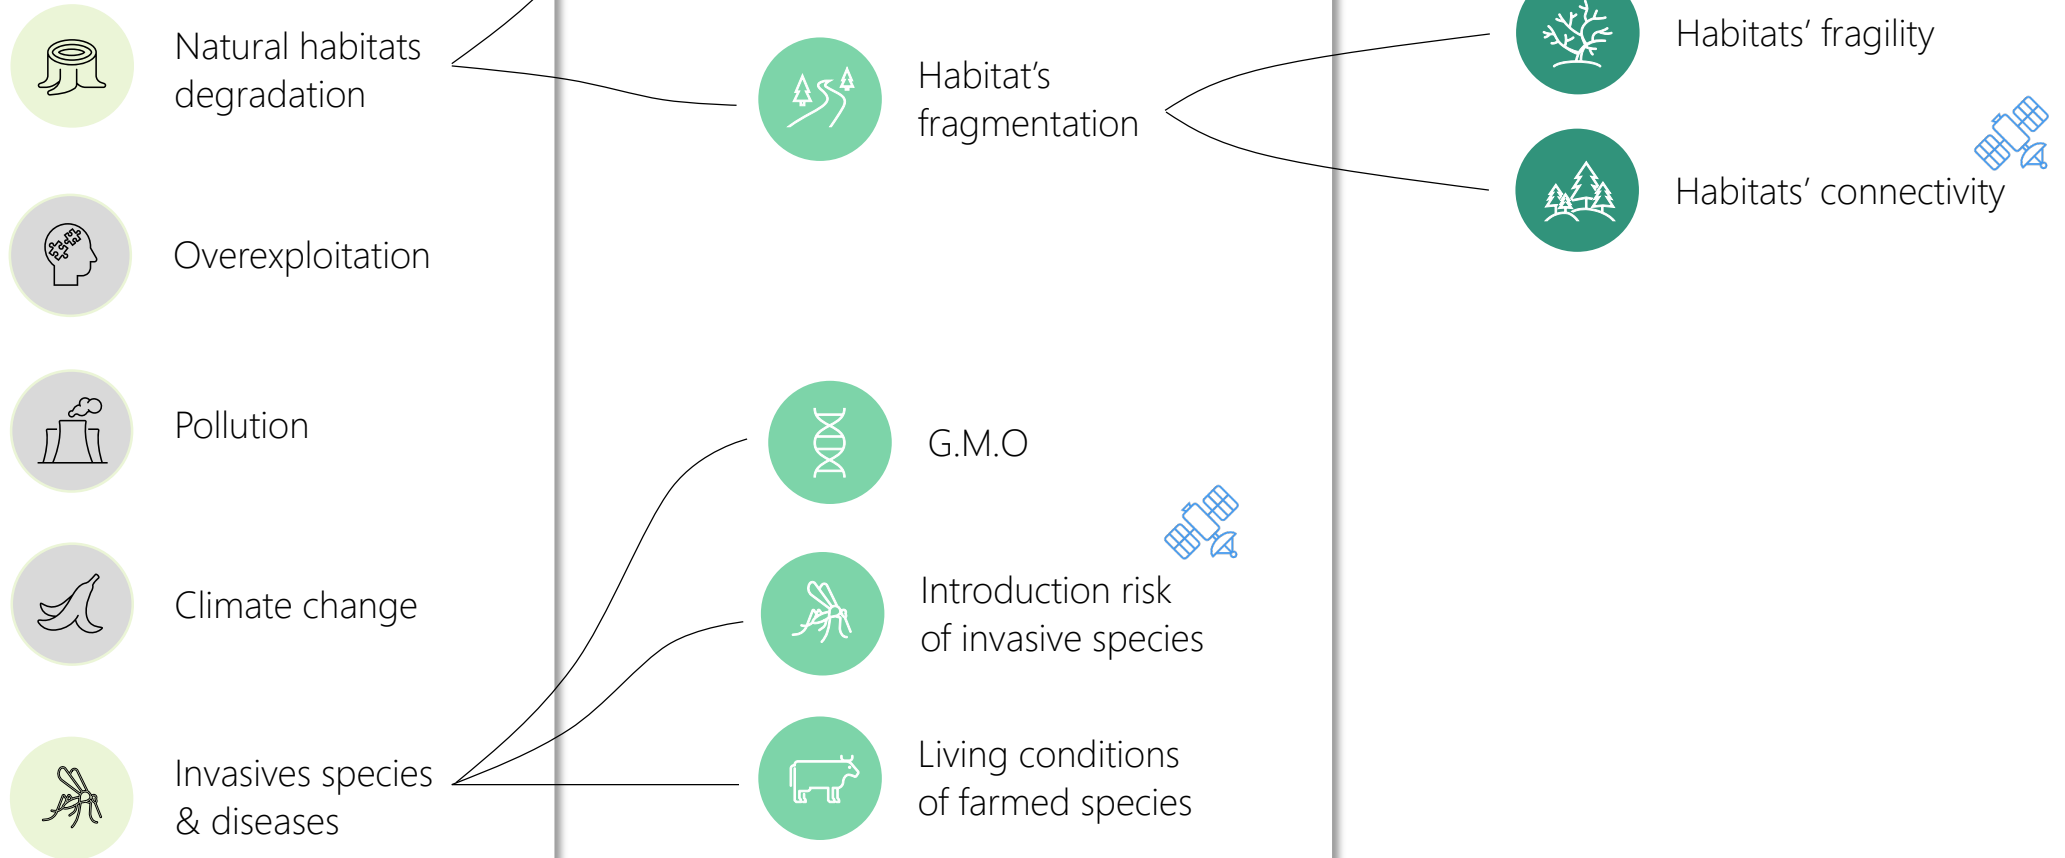 Natural habitats
degradation
Overexploitation
Pollution
Climate change
Invasives species
& diseases
Habitat's
fragmentation
G.M.O
Introduction risk
of invasive species
Living conditions
of farmed species
Habitats’ fragility
Habitats’ connectivity